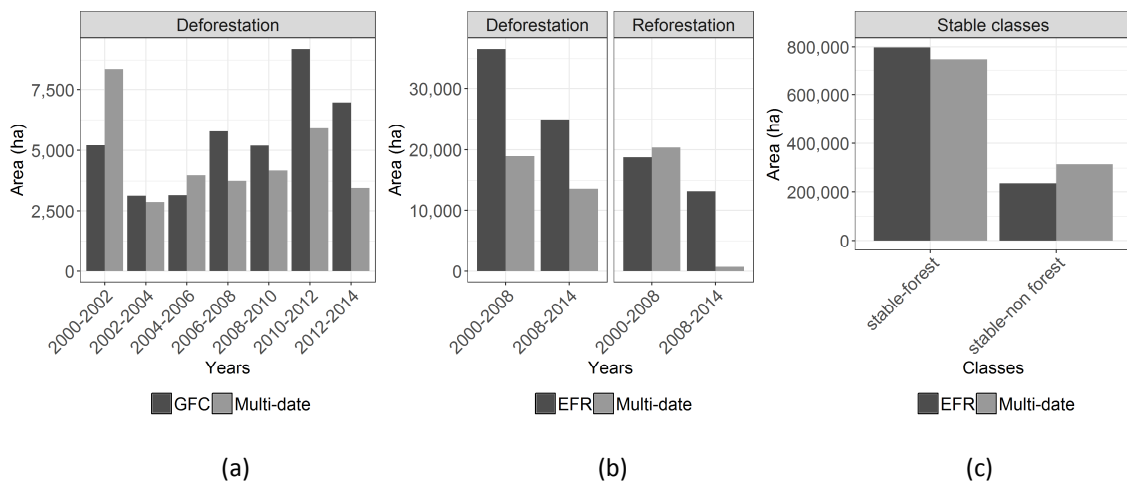 Deforestation
Area (ha)
7,500
5,000
2,500
0
2000-2002
2002-2004
2004-2006
2006-2008
2008-2010
2010-2012
2012-2014
Years
GFC Multi-date
(a)
Deforestation Reforestation
Area (ha)
30,000
20,000
10,000
0
2000-2008
2008-2014
2000-2008
2008-2014
Years
EFR Multi-date
(b)
Stable classes
Area (ha)
800,000
600,000
400,000
200,000
0
stable-forest
stable-non forest
Classes
EFR Multi-date
(c)